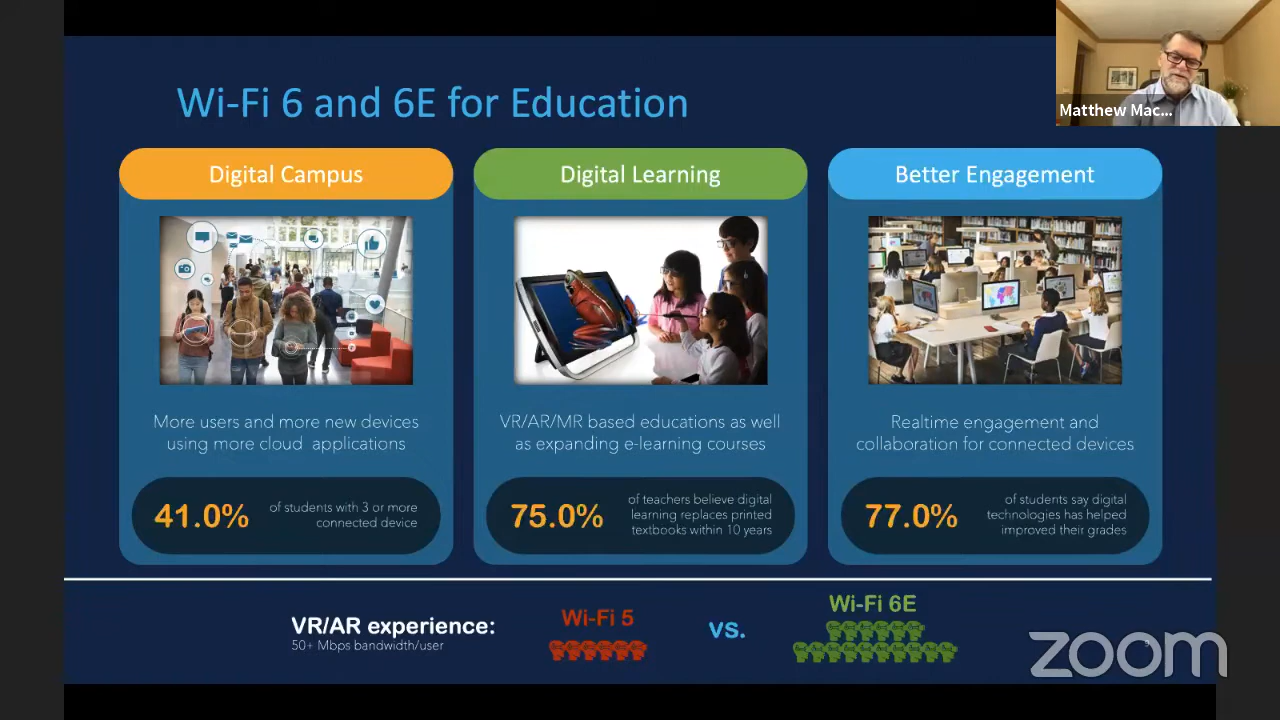 Matthew Mac...
Wi-Fi 6 and 6E for Education
Digital Campus
More users and more new devices
using more cloud applications
41.0%
of students with 3 or more
connected device
Digital Learning
VR/AR/MR based educations as well
as expanding e-learning courses
75.0%
of teachers believe digital
learning replaces printed
textbooks within 10 years
Better Engagement
Realtime engagement and
collaboration for connected devices
77.0%
of students say digital
technologies has helped
improved their grades
VR/AR experience:
50+ Mbps bandwidth/user
Wi-Fi 5
VS.
Wi-Fi 6E
zoom